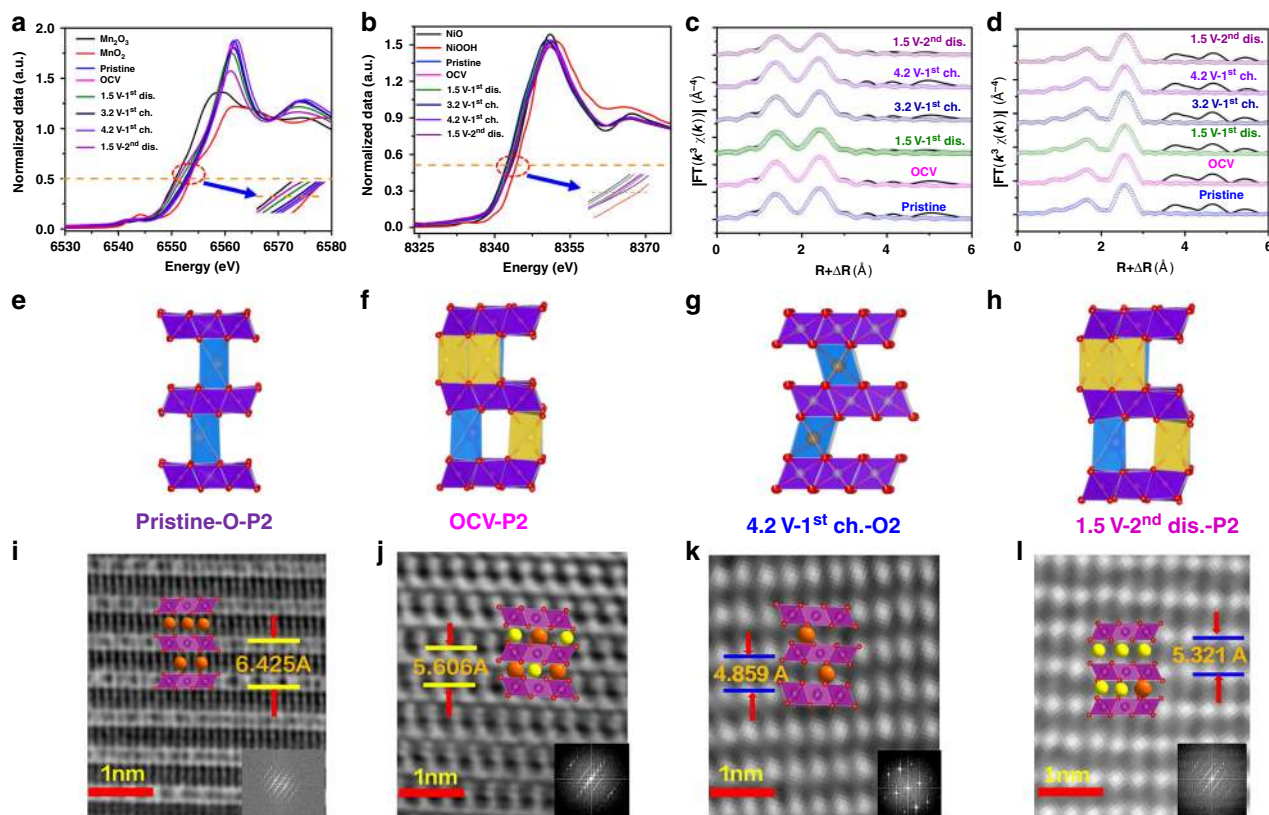 a
Normalized data (a.u.)
2.0
1.5
1.0
0.5
0.0
Mn₂O₃
MnO₂
Pristine
OCV
1.5 V-1ˢᵗ dis.
3.2 V-1ˢᵗ ch.
4.2 V-1ˢᵗ ch.
1.5 V-2ⁿᵈ dis.
6530 6540 6550 6560 6570 6580
Energy (eV)
b
Normalized data (a.u.)
1.5
1.2
0.9
0.6
0.3
0.0
NiO
NiOOH
Pristine
OCV
1.5 V-1ˢᵗ dis.
3.2 V-1ˢᵗ ch.
4.2 V-1ˢᵗ ch.
1.5 V-2ⁿᵈ dis.
8325 8340 8355 8370
Energy (eV)
c
|FT(k³ χ(k))| (Å⁻⁴)
1.5 V-2ⁿᵈ dis.
4.2 V-1ˢᵗ ch.
3.2 V-1ˢᵗ ch.
1.5 V-1ˢᵗ dis.
OCV
Pristine
0 2 4 6
R+ΔR (Å)
d
|FT(k³ χ(k))| (Å⁻⁴)
1.5 V-2ⁿᵈ dis.
4.2 V-1ˢᵗ ch.
3.2 V-1ˢᵗ ch.
1.5 V-1ˢᵗ dis.
OCV
Pristine
0 2 4 6
R+ΔR (Å)
e
Pristine-O-P2
f
OCV-P2
g
4.2 V-1ˢᵗ ch.-O2
h
1.5 V-2ⁿᵈ dis.-P2
i
6.425A
1nm
j
5.606A
1nm
k
4.859 A
1nm
l
5.321 A
1nm